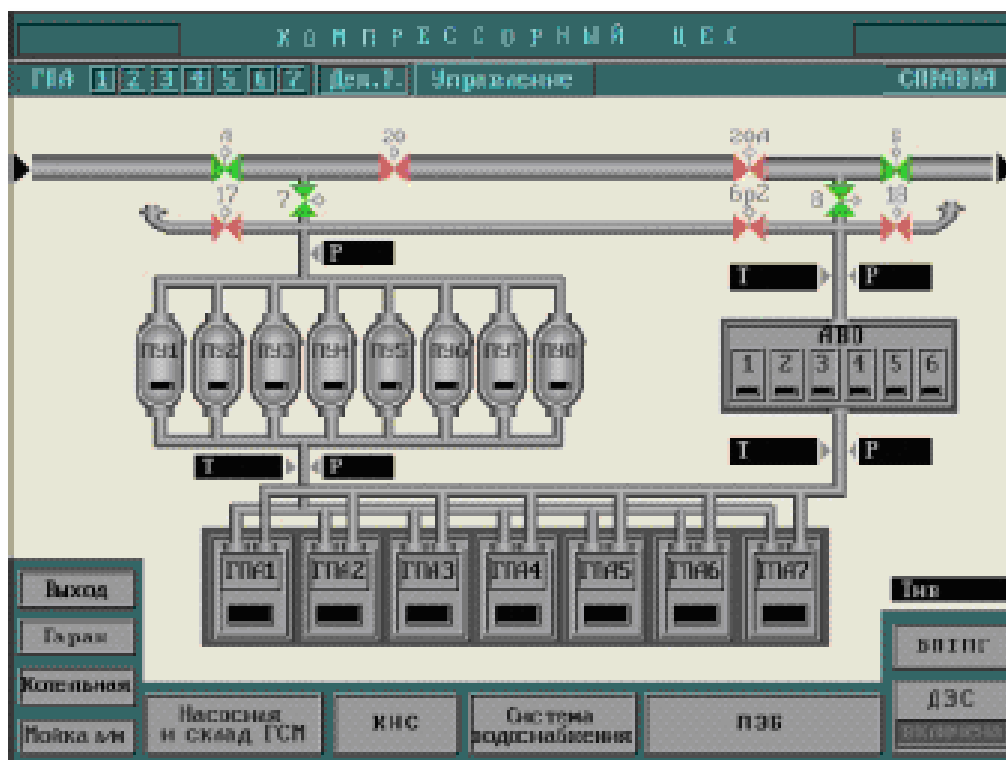 КОМПРЕССОРНЫЙ ЦЕХ
ГПА 1 2 3 4 5 6 7 Управление СПРАВКА
А 20 20А Б
17 7 6р2 8 18
Р
Т Р
ПУ1 ПУ2 ПУ3 ПУ4 ПУ5 ПУ6 ПУ7 ПУ8
АВО
1 2 3 4 5 6
Т Р
Т Р
ГПА1 ГПА2 ГПА3 ГПА4 ГПА5 ГПА6 ГПА7
Тнв
Выход
Гараж
Котельная
Мойка а/м
Насосная
и склад ГСМ
КНС
Система
водоснабжения
ПЭБ
БПТПГ
ДЭС
включена